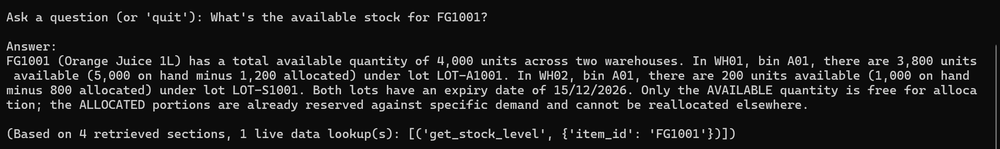 Ask a question (or 'quit'): What's the available stock for FG1001?
Answer:
FG1001 (Orange Juice 1L) has a total available quantity of 4,000 units across two warehouses. In WH01, bin A01, there are 3,800 units
 available (5,000 on hand minus 1,200 allocated) under lot LOT-A1001. In WH02, bin A01, there are 200 units available (1,000 on hand
minus 800 allocated) under lot LOT-S1001. Both lots have an expiry date of 15/12/2026. Only the AVAILABLE quantity is free for alloca
tion; the ALLOCATED portions are already reserved against specific demand and cannot be reallocated elsewhere.
(Based on 4 retrieved sections, 1 live data lookup(s): [('get_stock_level', {'item_id': 'FG1001'})])